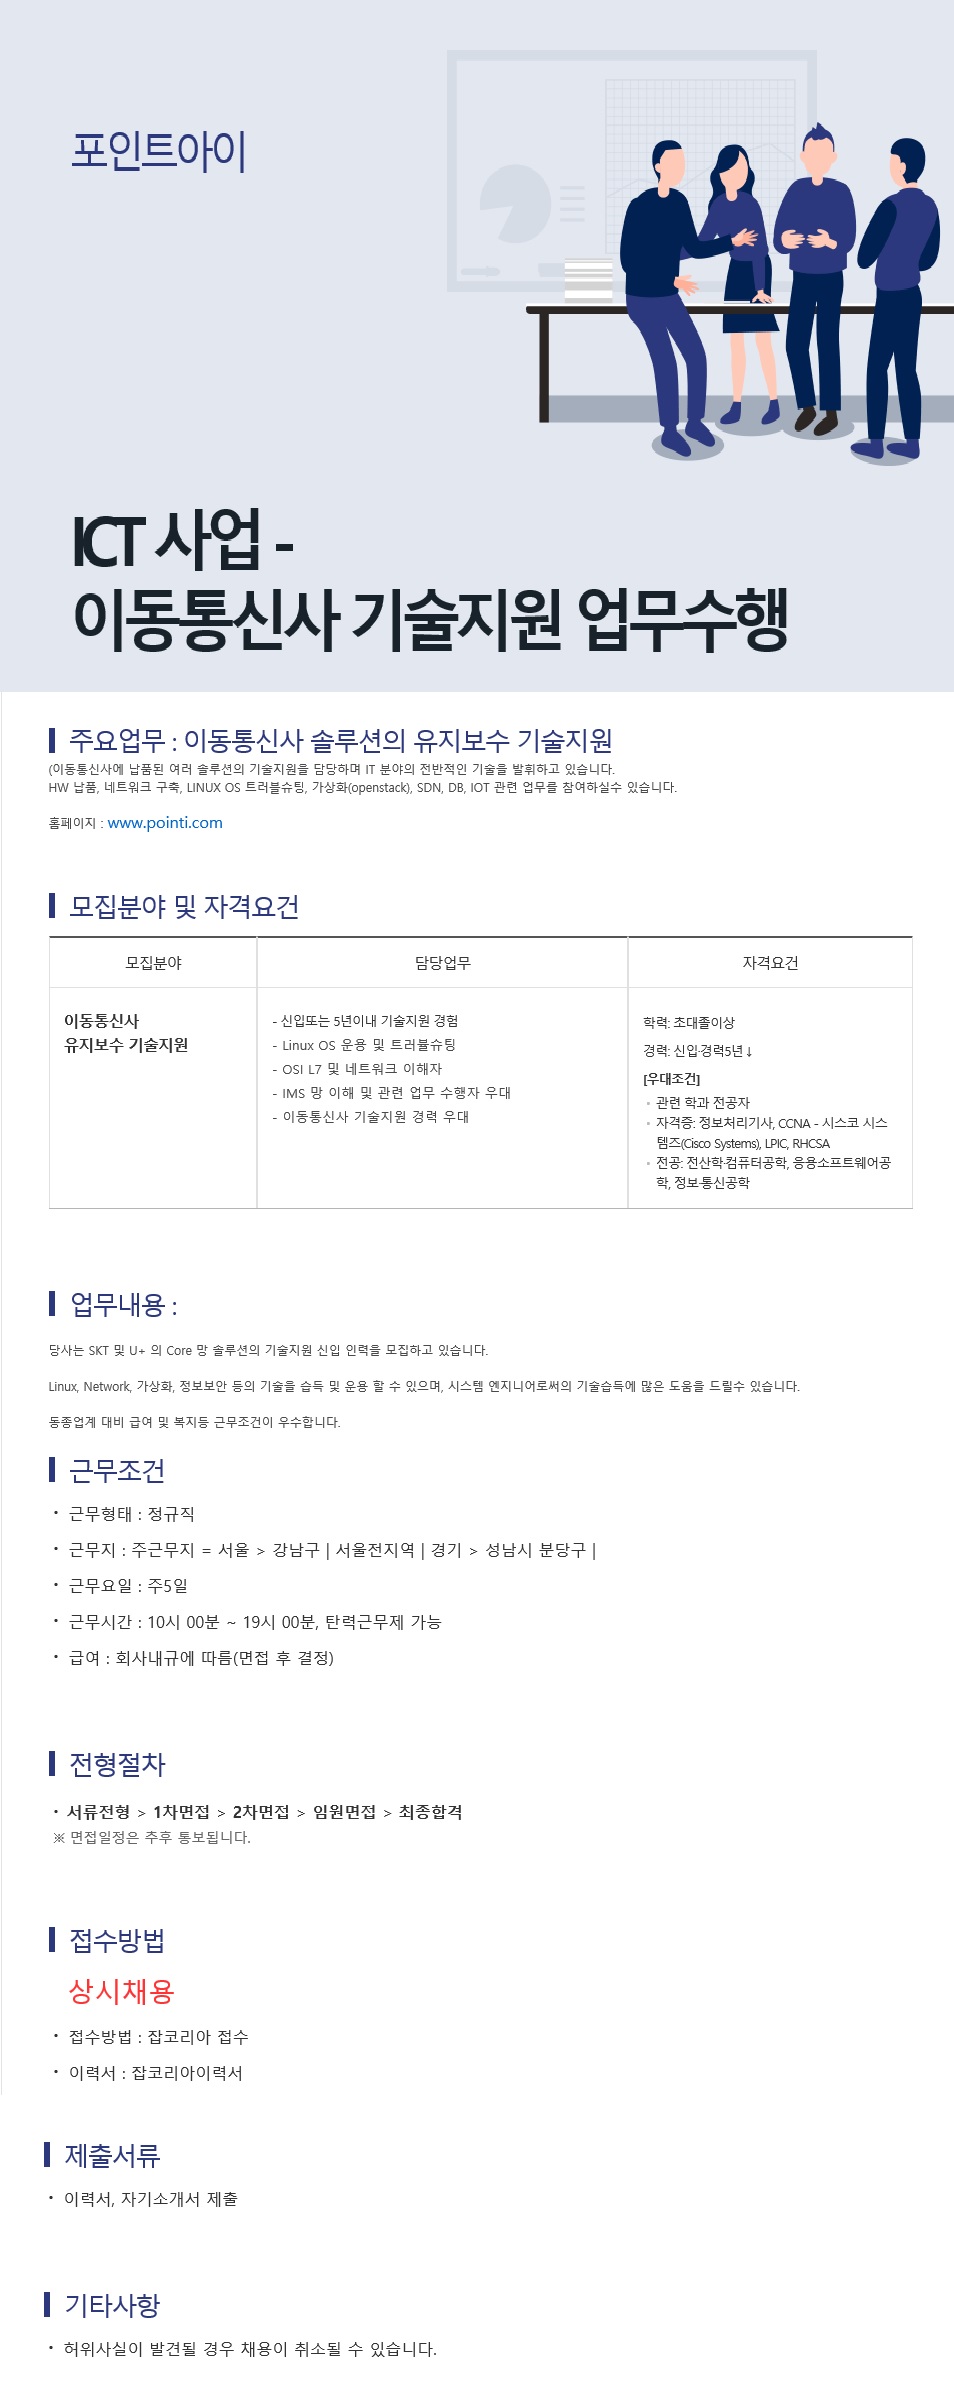 포인트아이
ICT 사업 -
이동통신사 기술지원 업무수행
주요업무 : 이동통신사 솔루션의 유지보수 기술지원
(이동통신사에 납품된 여러 솔루션의 기술지원을 담당하며 IT 분야의 전반적인 기술을 발휘하고 있습니다.
HW 납품, 네트워크 구축, LINUX OS 트러블슈팅, 가상화(openstack), SDN, DB, IOT 관련 업무를 참여하실수 있습니다.
홈페이지 : www.pointi.com
모집분야 및 자격요건
모집분야
담당업무
자격요건
이동통신사
유지보수 기술지원
- 신입또는 5년이내 기술지원 경험
- Linux OS 운용 및 트러블슈팅
- OSI L7 및 네트워크 이해자
- IMS 망 이해 및 관련 업무 수행자 우대
- 이동통신사 기술지원 경력 우대
학력: 초대졸이상
경력: 신입·경력5년↓
[우대조건]
• 관련 학과 전공자
• 자격증: 정보처리기사, CCNA - 시스코 시스
템즈(Cisco Systems), LPIC, RHCSA
• 전공: 전산학·컴퓨터공학, 응용소프트웨어공
학, 정보·통신공학
업무내용 :
당사는 SKT 및 U+ 의 Core 망 솔루션의 기술지원 신입 인력을 모집하고 있습니다.
Linux, Network, 가상화, 정보보안 등의 기술을 습득 및 운용 할 수 있으며, 시스템 엔지니어로써의 기술습득에 많은 도움을 드릴수 있습니다.
동종업계 대비 급여 및 복지등 근무조건이 우수합니다.
근무조건
· 근무형태 : 정규직
· 근무지 : 주근무지 = 서울 > 강남구 | 서울전지역 | 경기 > 성남시 분당구 |
· 근무요일 : 주5일
· 근무시간 : 10시 00분 ~ 19시 00분, 탄력근무제 가능
· 급여 : 회사내규에 따름(면접 후 결정)
전형절차
· 서류전형 > 1차면접 > 2차면접 > 임원면접 > 최종합격
※ 면접일정은 추후 통보됩니다.
접수방법
상시채용
· 접수방법 : 잡코리아 접수
· 이력서 : 잡코리아이력서
제출서류
· 이력서, 자기소개서 제출
기타사항
· 허위사실이 발견될 경우 채용이 취소될 수 있습니다.